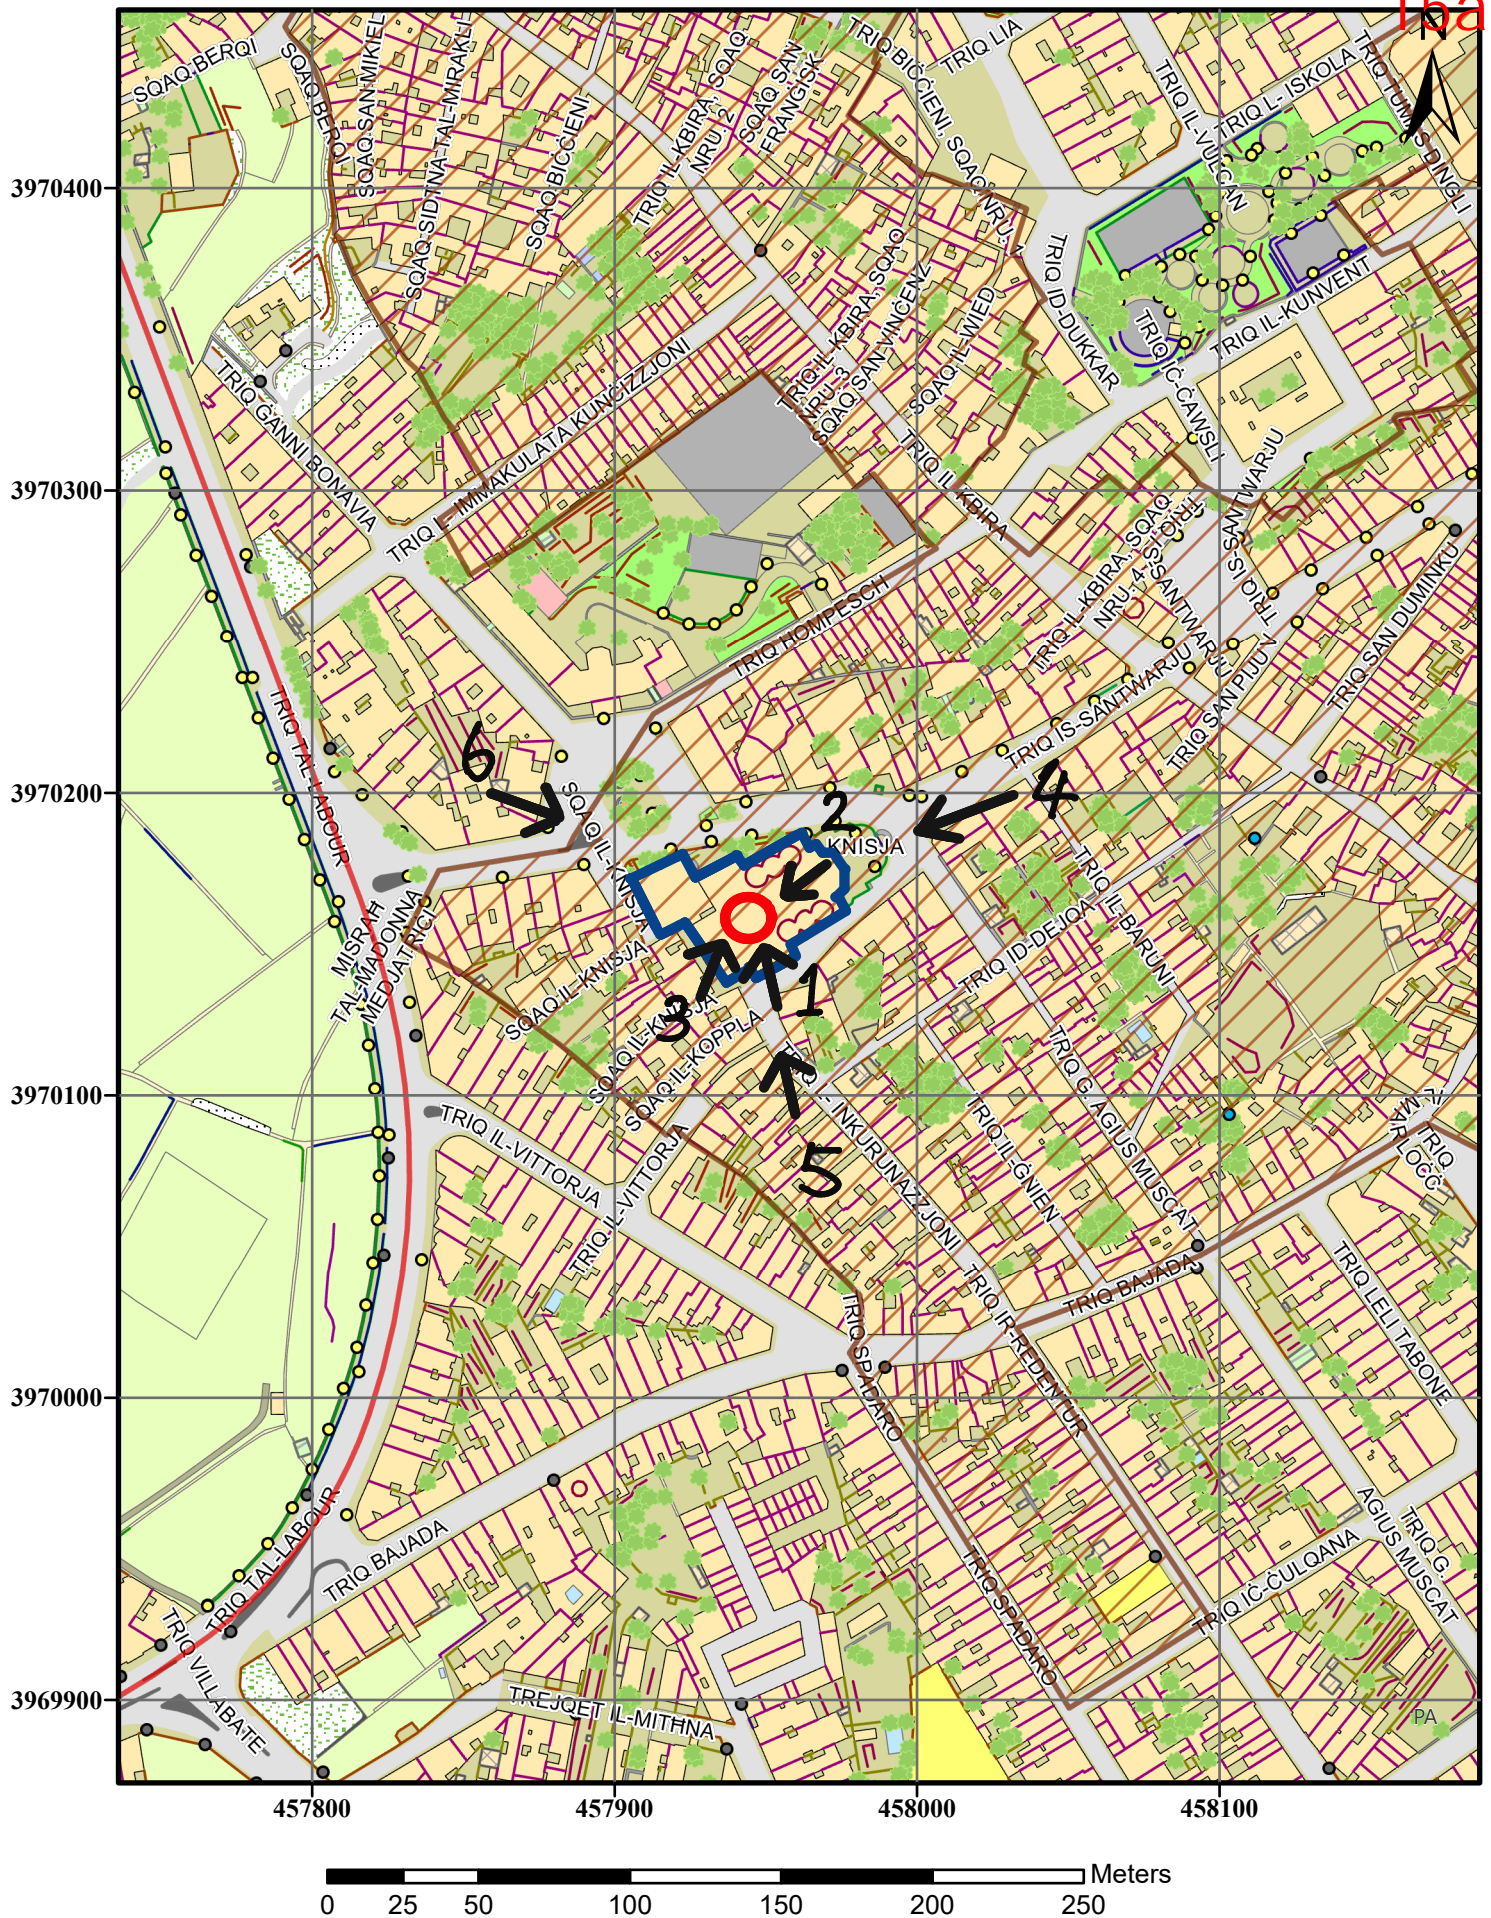 1pa
N
SQAQ BERQI
SQAQ BERQI
SQAQ SAN MIKIEL
SQAQ SIDTNA TAL-MIRAKLI
SQAQ BIĊĊIENI
TRIQ IL-KBIRA, SQAQ
NRU. 2
SQAQ SAN
FRANĠISK
TRIQ BIĊĊIENI, SQAQ NRU. 1
TRIQ LIA
TRIQ IL-VULCAN
TRIQ L- ISKOLA
TRIQ TUMAS DINGLI
3970400
TRIQ ID-DUKKAR
TRIQ IL-KUNVENT
TRIQ IĊ-ĊAWSLI
TRIQ IL-KBIRA, SQAQ
NRU. 3
SQAQ SAN VINĊENZ
SQAQ IL-WIED
TRIQ ĠANNI BONAVIA
TRIQ L- IMMAKULATA KUNĊIZZJONI
TRIQ IL-KBIRA
3970300
TRIQ IS-SANTWARJU
TRIQ HOMPESCH
TRIQ IL-KBIRA, SQAQ
NRU. 4
TRIQ IS-SANTWARJU
TRIQ SAN PIJU
TRIQ SAN DUMINKU
TRIQ TAL-LABOUR
6
3970200
SQAQ IL-KNISJA
2
KNISJA
4
MISRAĦ
TAL-MADONNA
MEDJATRIĊI
SQAQ IL-KNISJA
SQAQ IL-KNISJA
SQAQ IL-KOPPLA
3
1
TRIQ ID-DEJQA
TRIQ IL-BARUNI
3970100
TRIQ IL-VITTORJA
TRIQ IL-VITTORJA
5
TRIQ L- INKURUNAZZJONI
TRIQ IL-ĠNIEN
TRIQ G. AGIUS MUSCAT
TRIQ BAJADA
TRIQ LELI TABONE
TRIQ IR-REDENTUR
TRIQ SPADARO
3970000
TRIQ TAL-LABOUR
TRIQ BAJADA
TRIQ VILLABATE
TRIQ SPADARO
TRIQ IĊ-ĊULQANA
TRIQ G.
AGIUS MUSCAT
TREJQET IL-MITĦNA
3969900
PA
457800
457900
458000
458100
Meters
0
25
50
100
150
200
250